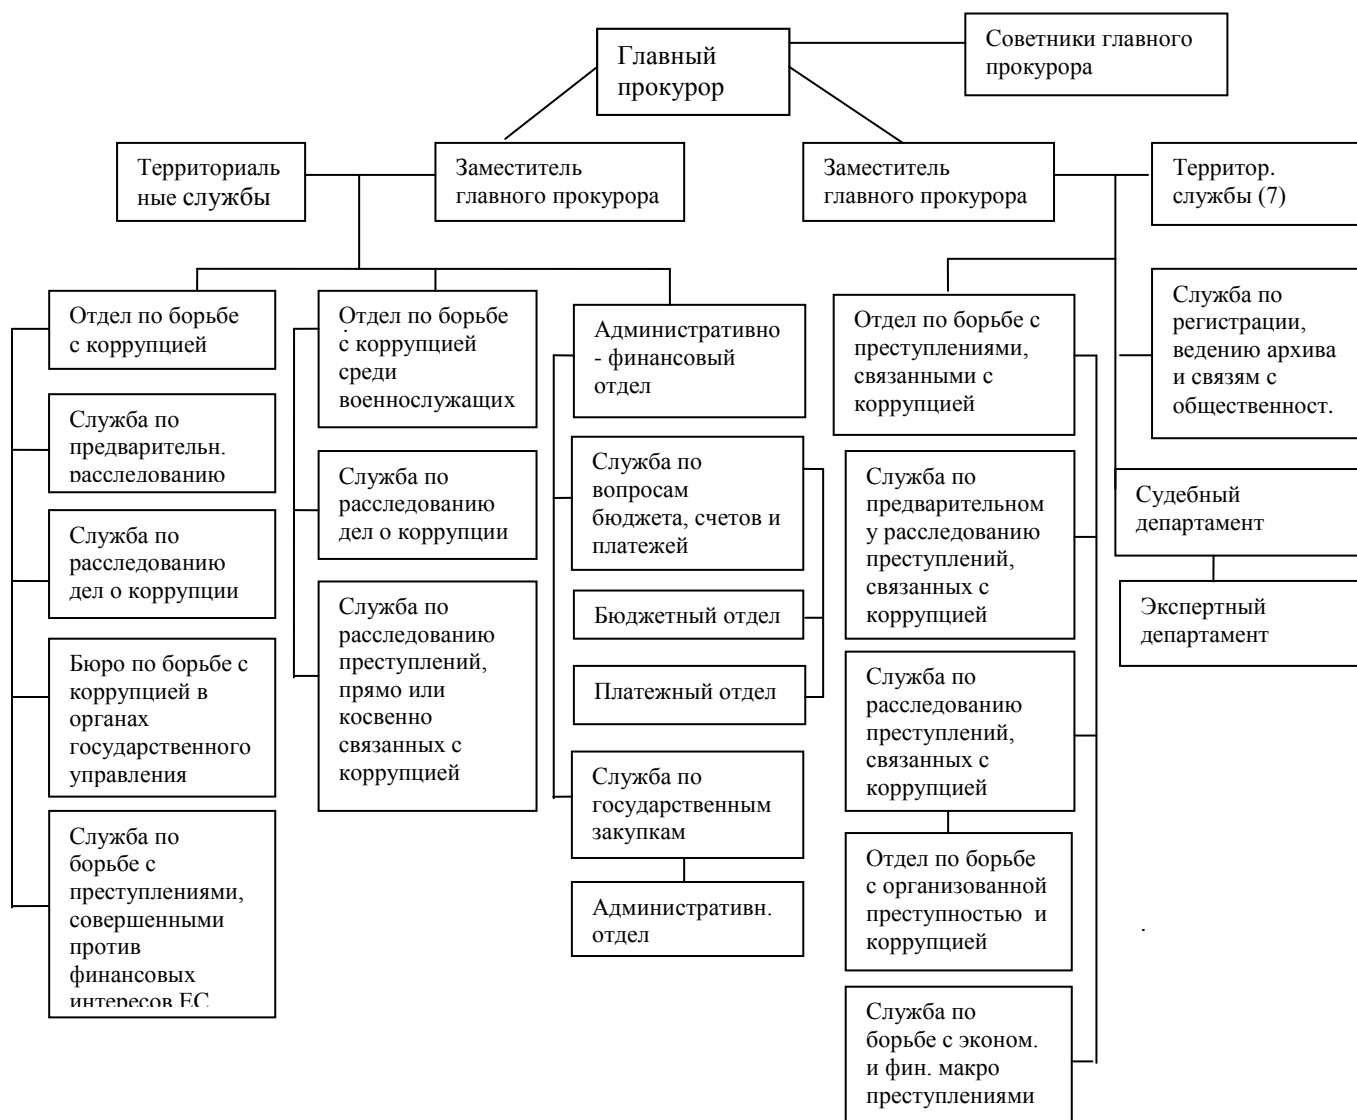 Главный
прокурор
Советники главного
прокурора
Территориаль
ные службы
Заместитель
главного прокурора
Заместитель
главного прокурора
Территор.
службы (7)
Отдел по борьбе
с коррупцией
Служба по
предварительн.
расследованию
Служба по
расследованию
дел о коррупции
Бюро по борьбе с
коррупцией в
органах
государственного
управления
Служба по
борьбе с
преступлениями,
совершенными
против
финансовых
интересов ЕС
Отдел по борьбе
с коррупцией
среди
военнослужащих
Служба по
расследованию
дел о коррупции
Служба по
расследованию
преступлений,
прямо или
косвенно
связанных с
коррупцией
Административно
- финансовый
отдел
Служба по
вопросам
бюджета, счетов и
платежей
Бюджетный отдел
Платежный отдел
Служба по
государственным
закупкам
Административн.
отдел
Отдел по борьбе с
преступлениями,
связанными с
коррупцией
Служба по
предварительном
у расследованию
преступлений,
связанных с
коррупцией
Служба по
расследованию
преступлений,
связанных с
коррупцией
Отдел по борьбе
с организованной
преступностью и
коррупцией
Служба по
борьбе с эконом.
и фин. макро
преступлениями
Служба по
регистрации,
ведению архива
и связям с
общественност.
Судебный
департамент
Экспертный
департамент